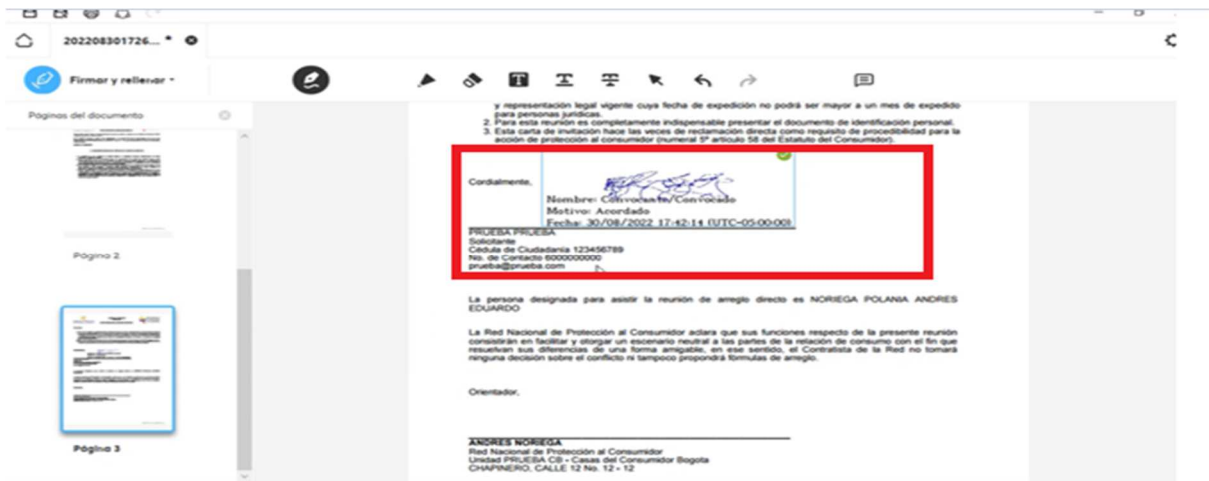 202208301726... *
Firmar y rellenar
Páginas del documento
Página 2
Página 3
y representación legal vigente cuya fecha de expedición no podrá ser mayor a un mes de expedido
para personas jurídicas.
2. Para esta reunión es completamente indispensable presentar el documento de identificación personal.
3. Esta carta de invitación hace las veces de reclamación directa como requisito de procedibilidad para la
acción de protección al consumidor (numeral 5º artículo 58 del Estatuto del Consumidor).
Cordialmente,
Nombre: Convocante/Convocado
Motivo: Acordado
Fecha: 30/08/2022 17:42:14 (UTC-05:00:00)
PRUEBA PRUEBA
Solicitante
Cédula de Ciudadanía 123456789
No. de Contacto 6000000000
prueba@prueba.com
La persona designada para asistir la reunión de arreglo directo es NORIEGA POLANIA ANDRES
EDUARDO
La Red Nacional de Protección al Consumidor aclara que sus funciones respecto de la presente reunión
consistirán en facilitar y otorgar un escenario neutral a las partes de la relación de consumo con el fin que
resuelvan sus diferencias de una forma amigable, en ese sentido, el Contratista de la Red no tomará
ninguna decisión sobre el conflicto ni tampoco propondrá fórmulas de arreglo.
Orientador,
ANDRES NORIEGA
Red Nacional de Protección al Consumidor
Unidad PRUEBA CB - Casas del Consumidor Bogota
CHAPINERO, CALLE 12 No. 12 - 12